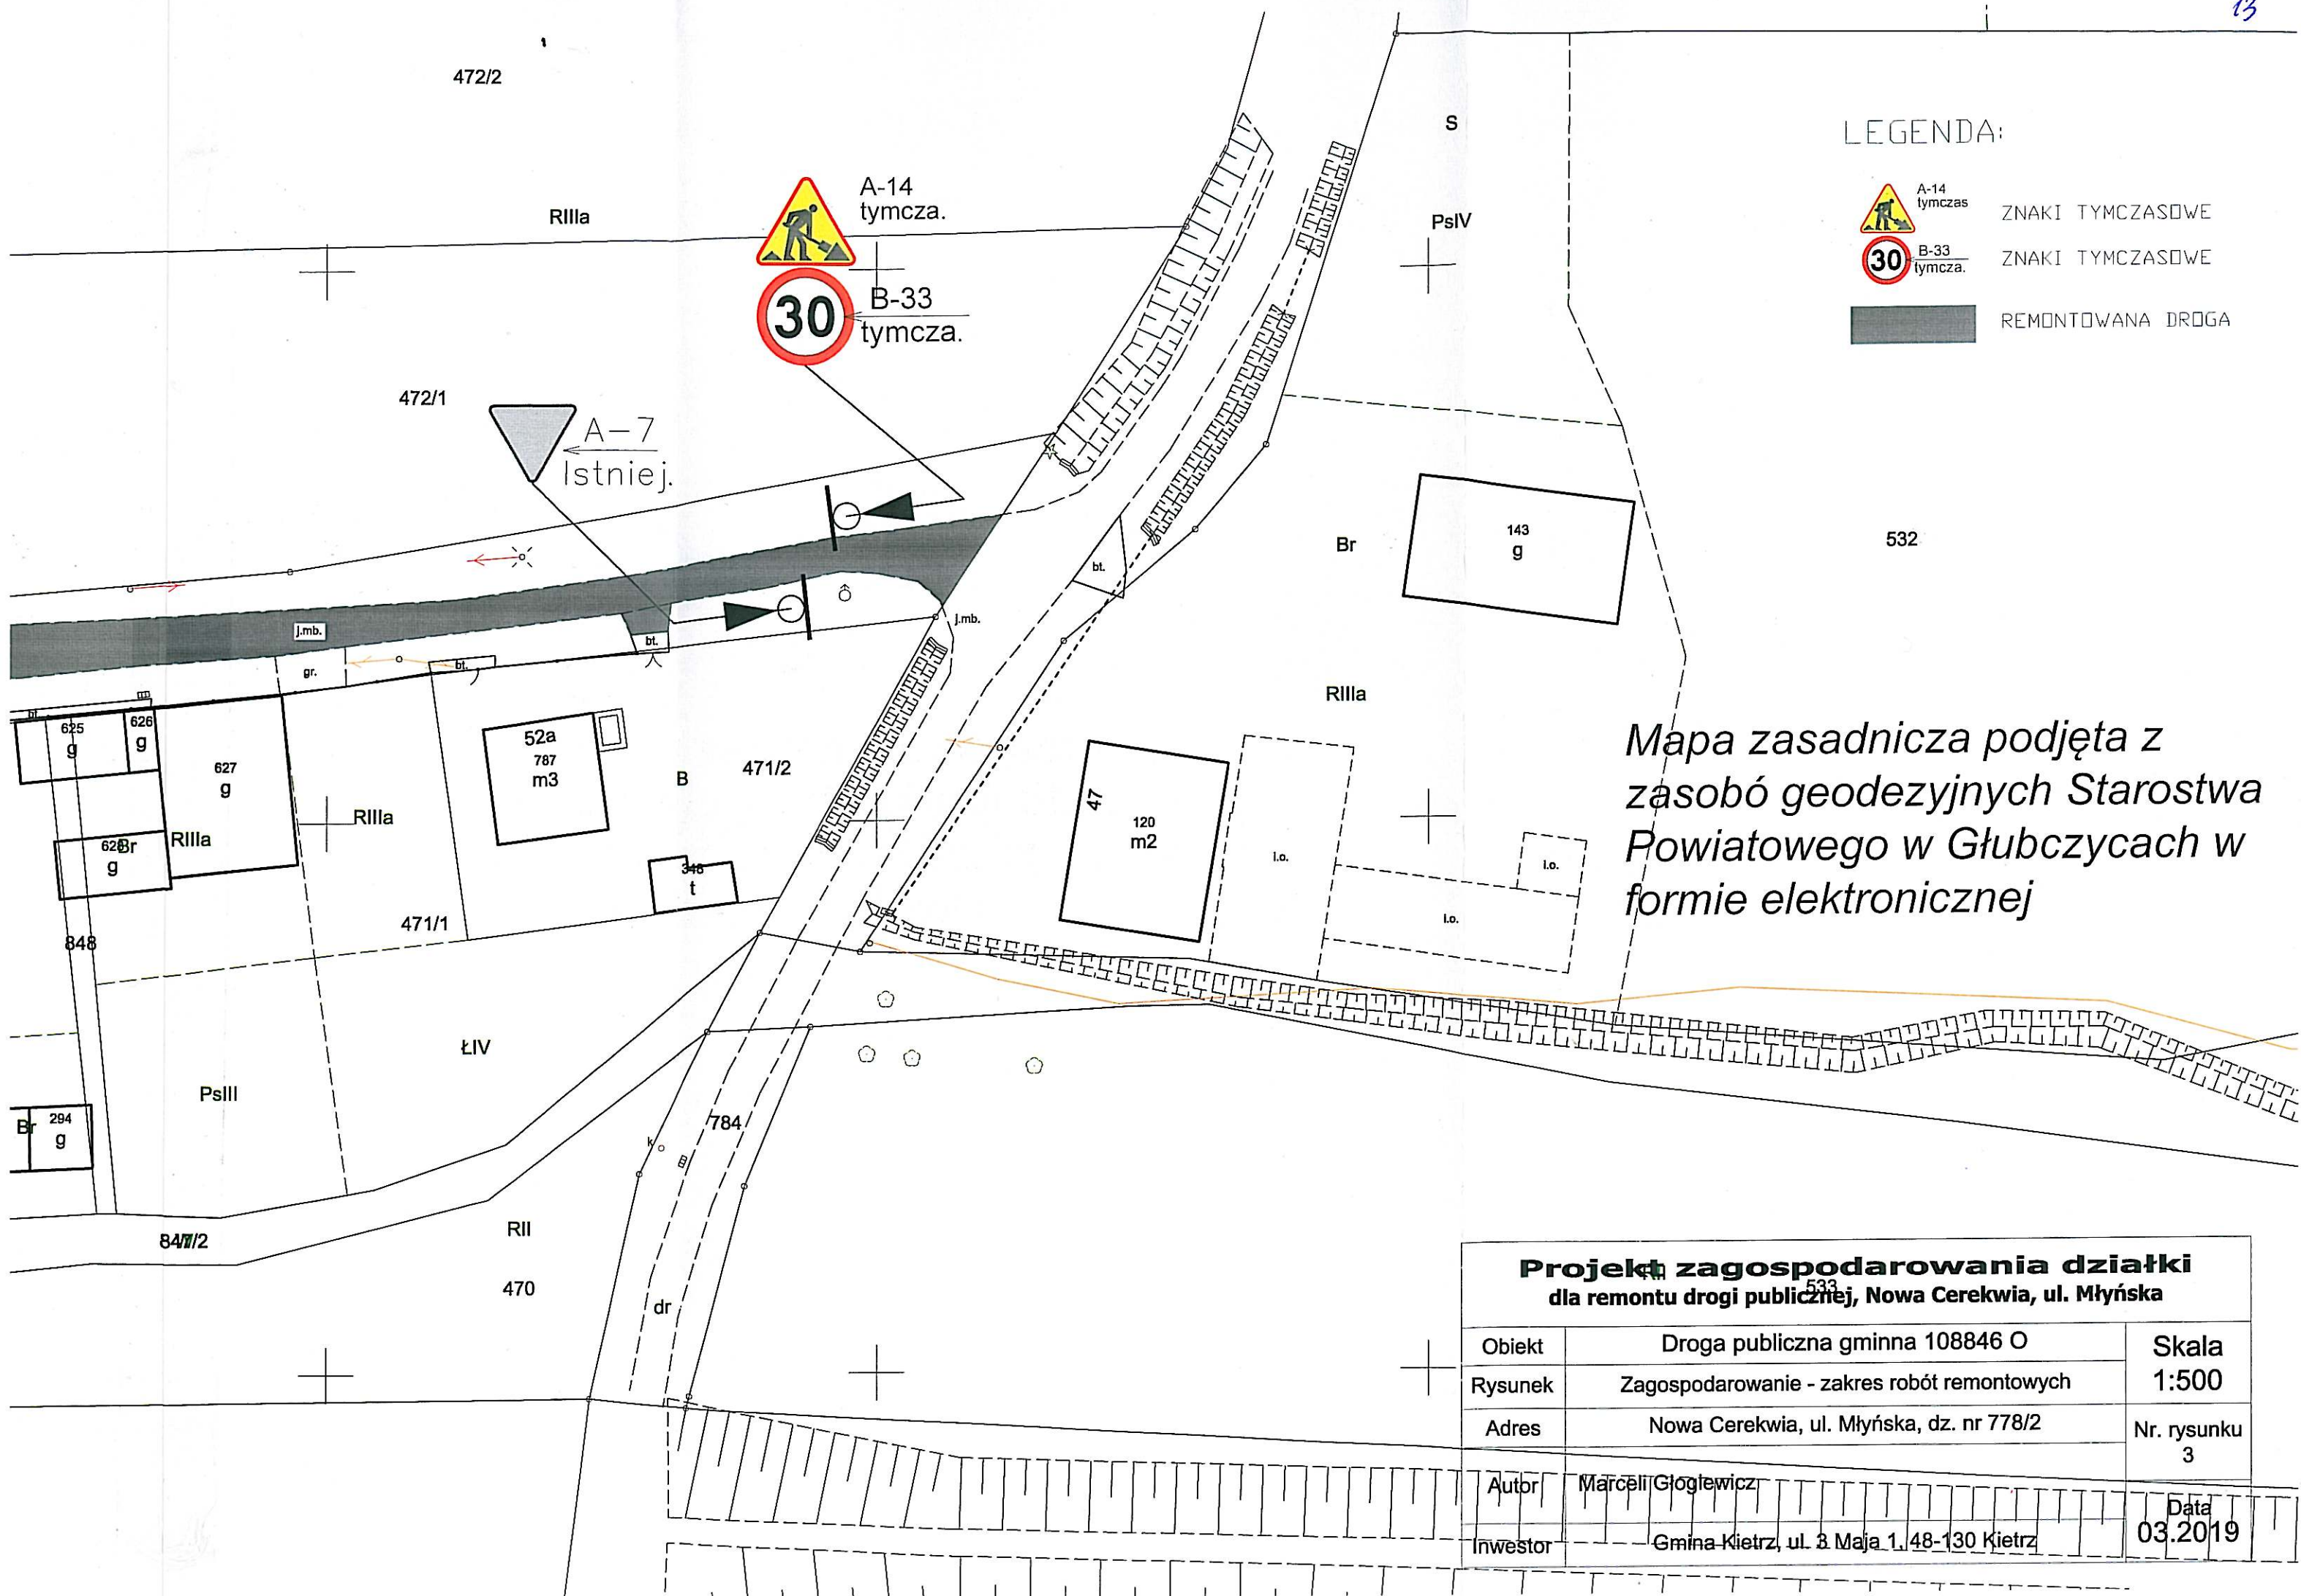 13
472/2
S
LEGENDA:
A-14
tymczas
ZNAKI TYMCZASOWE
30
B-33
tymcza.
ZNAKI TYMCZASOWE
REMONTOWANA DROGA
RIIIa
A-14
tymcza.
PsIV
30
B-33
tymcza.
472/1
A-7
Istniej.
143
g
Br
532
bt.
j.mb.
j.mb.
bt.
bt.
gr.
RIIIa
bt.
625
g
626
g
627
g
52a
787
m3
B
471/2
Mapa zasadnicza podjęta z
zasobó geodezyjnych Starostwa
Powiatowego w Głubczycach w
formie elektronicznej
47
120
m2
RIIIa
RIIIa
Br
g
348
t
i.o.
i.o.
i.o.
471/1
848
ŁIV
PsIII
Br
294
g
784
k
RII
470
dr
Projekt zagospodarowania działki
533
dla remontu drogi publicznej, Nowa Cerekwia, ul. Młyńska
Obiekt
Droga publiczna gminna 108846 O
Skala
1:500
Rysunek
Zagospodarowanie - zakres robót remontowych
Adres
Nowa Cerekwia, ul. Młyńska, dz. nr 778/2
Nr. rysunku
3
Autor
Marceli Głogiewicz
Data
03.2019
Inwestor
Gmina Kietrz, ul. 3 Maja 1, 48-130 Kietrz